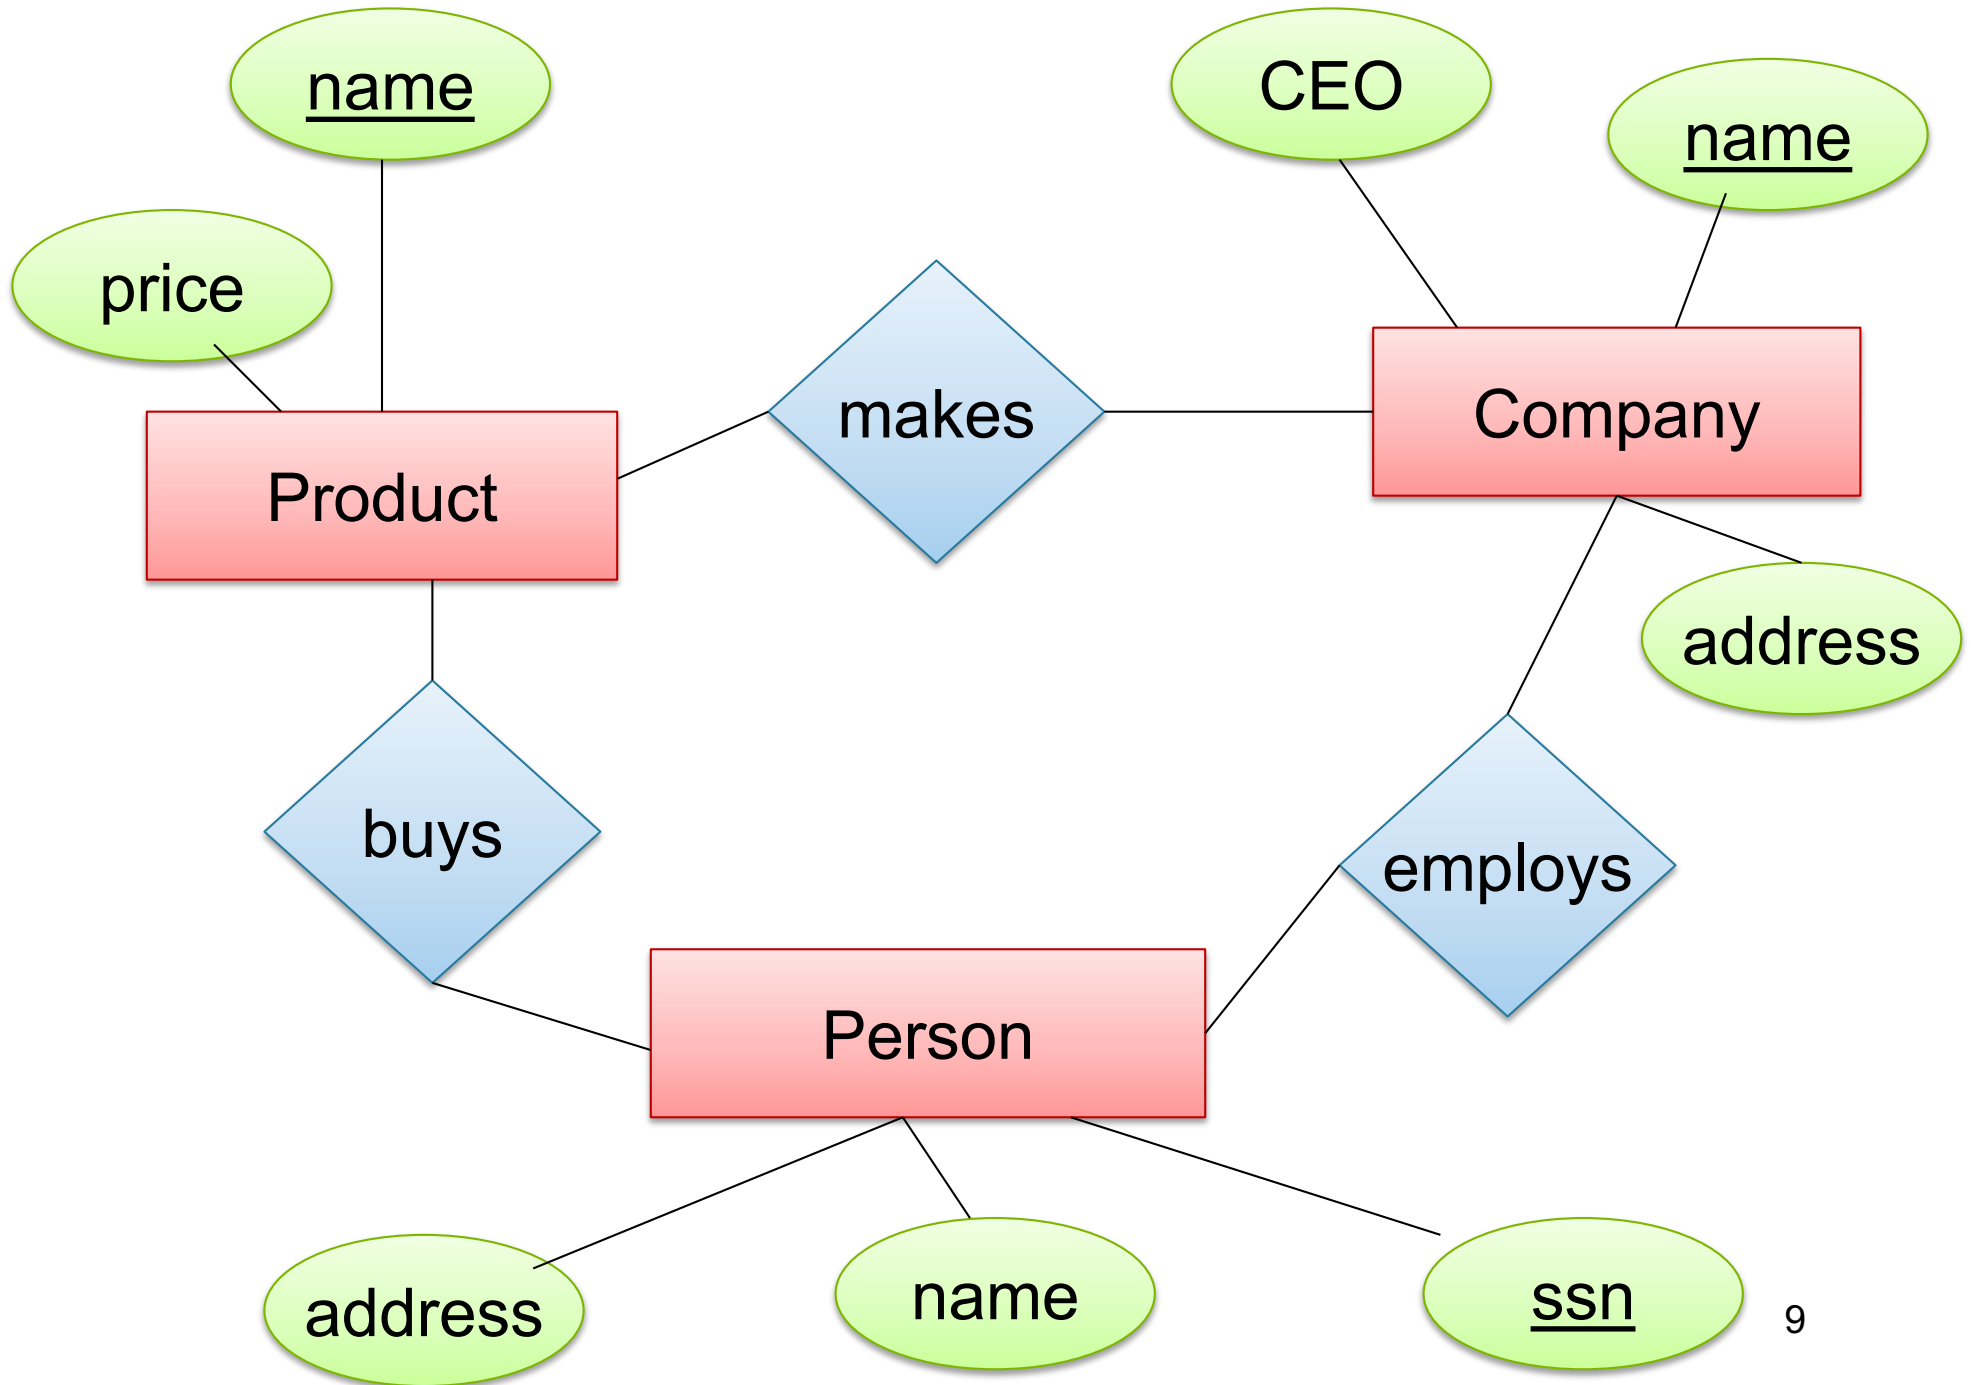 name
CEO
name
price
makes
Company
Product
address
buys
employs
Person
address
name
ssn
9